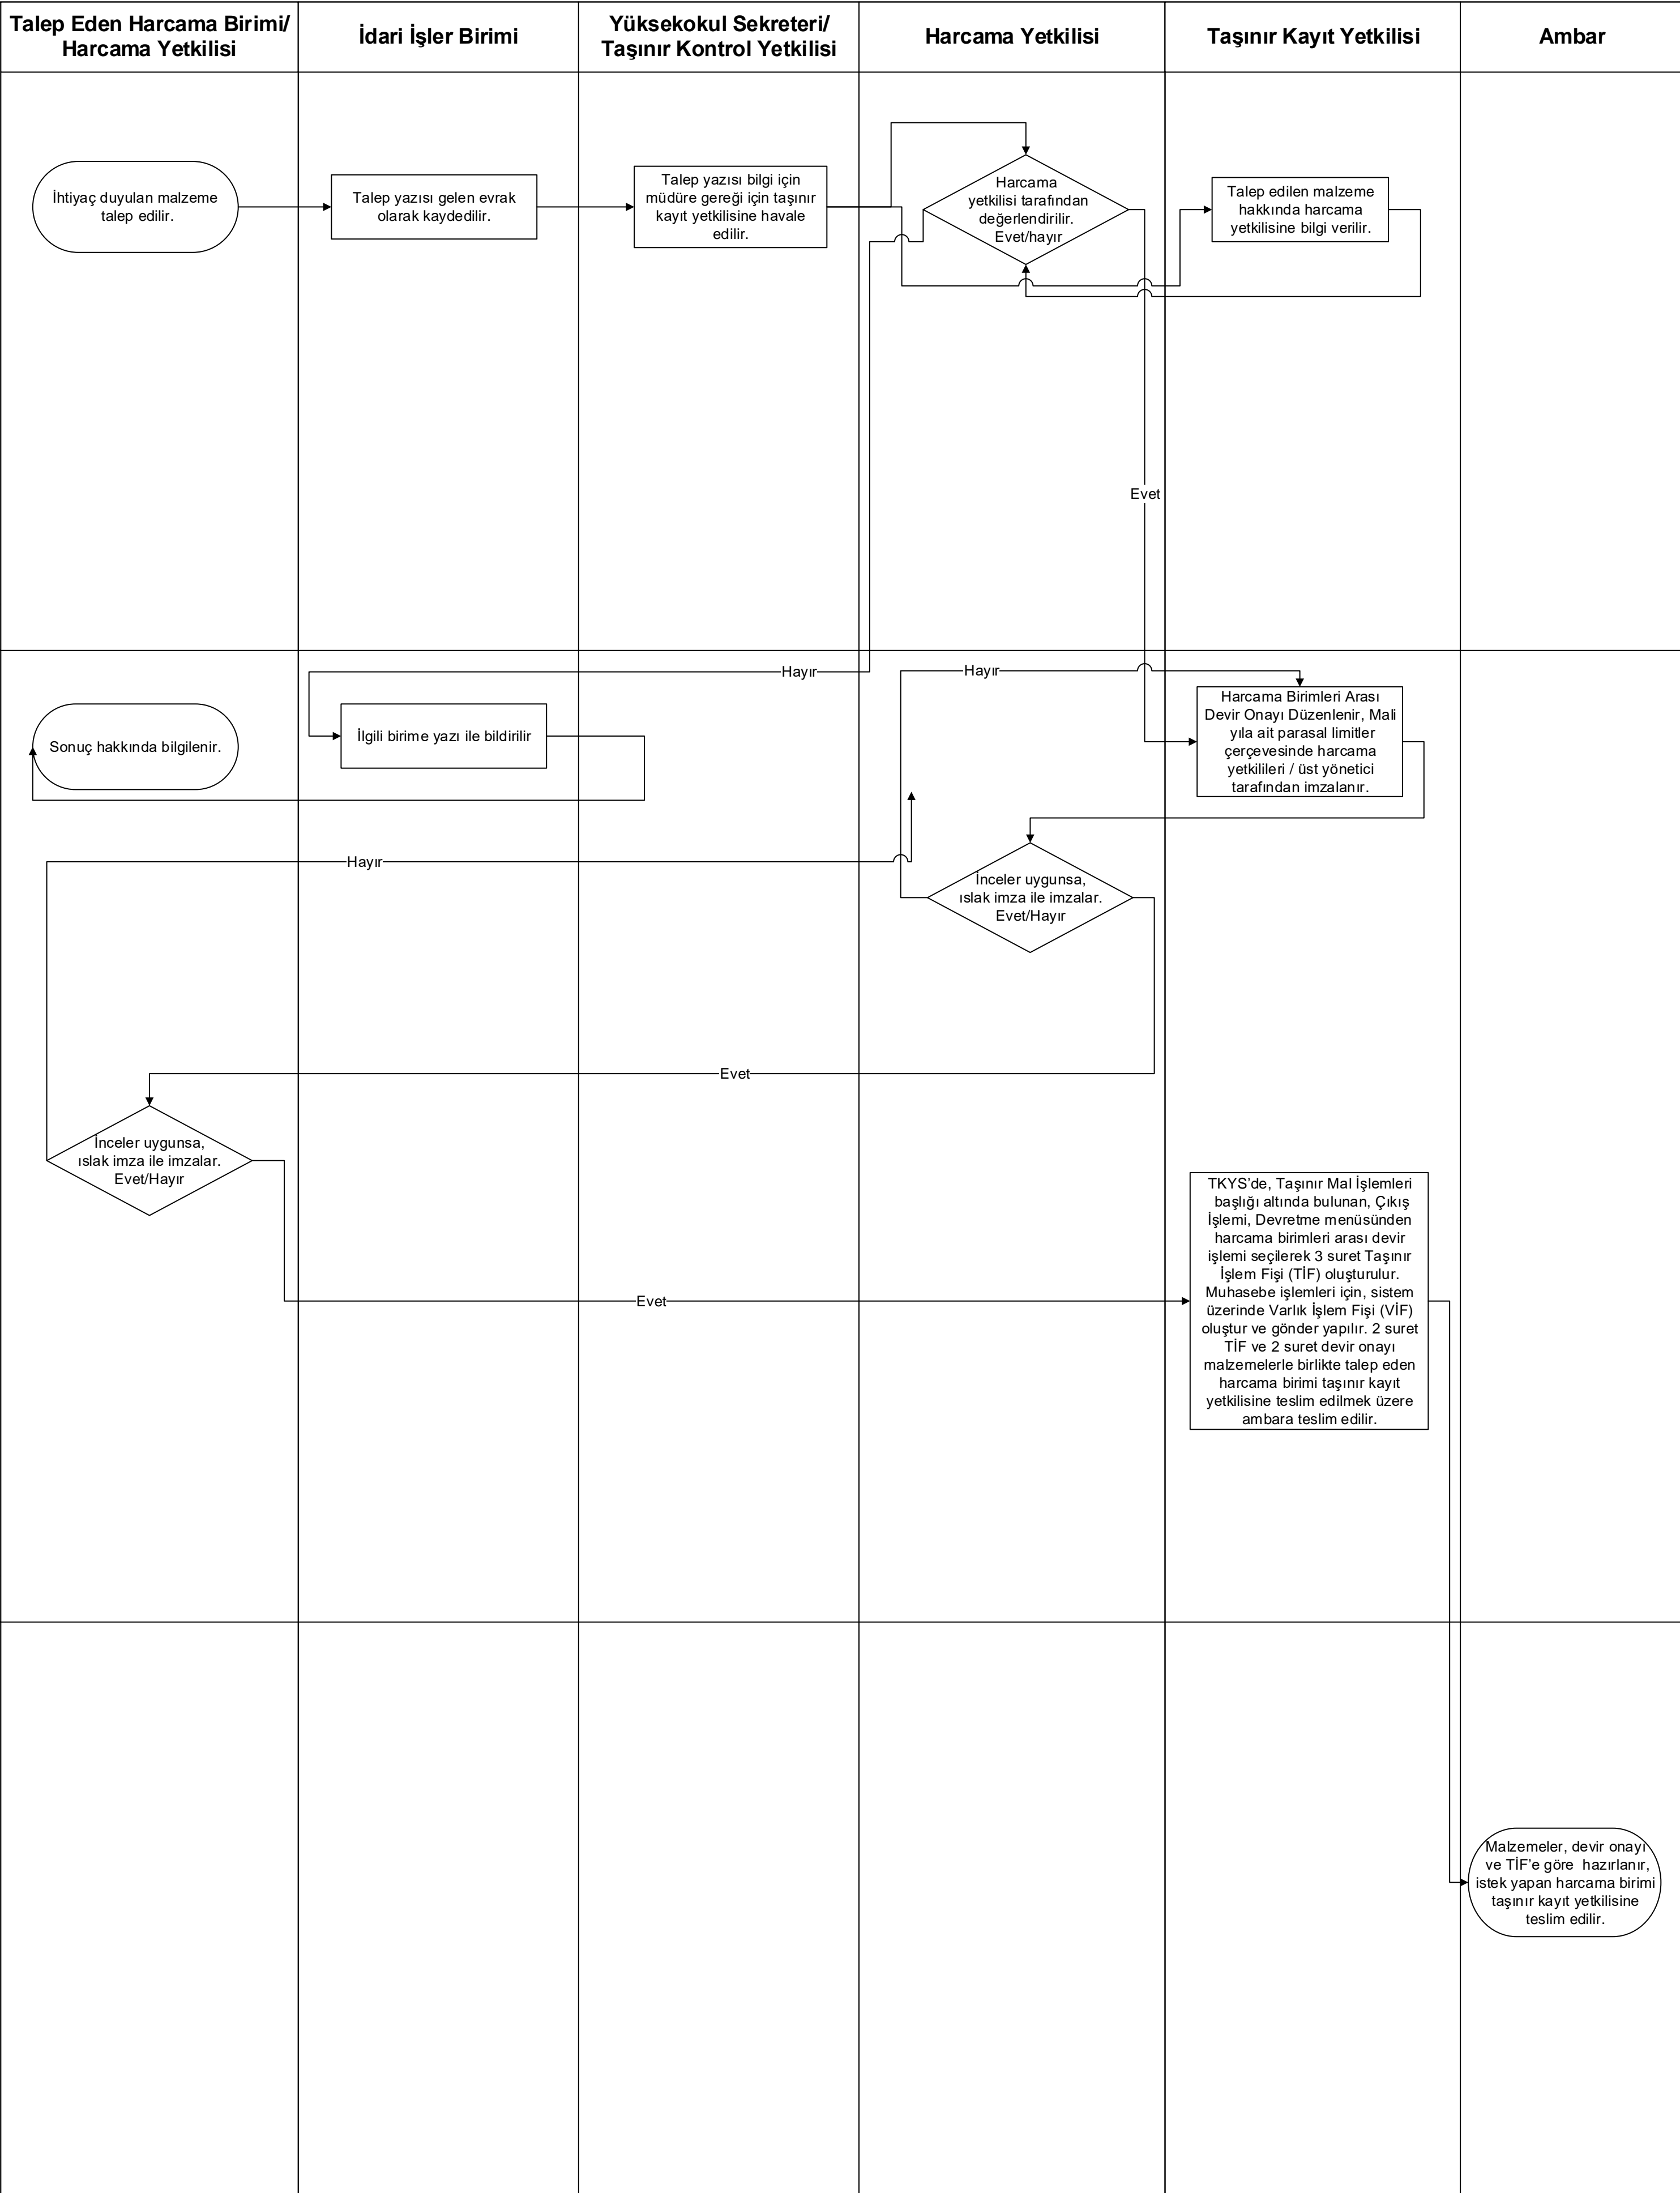 Talep Eden Harcama Birimi/
Harcama Yetkilisi
İdari İşler Birimi
Yüksekokul Sekreteri/
Taşınır Kontrol Yetkilisi
Harcama Yetkilisi
Taşınır Kayıt Yetkilisi
Ambar
İhtiyaç duyulan malzeme
talep edilir.
Talep yazısı gelen evrak
olarak kaydedilir.
Talep yazısı bilgi için
müdüre gereği için taşınır
kayıt yetkilisine havale
edilir.
Harcama
yetkilisi tarafından
değerlendirilir.
Evet/hayır
Talep edilen malzeme
hakkında harcama
yetkilisine bilgi verilir.
Evet
Hayır
Hayır
Sonuç hakkında bilgilenir.
İlgili birime yazı ile bildirilir
Harcama Birimleri Arası
Devir Onayı Düzenlenir, Mali
yıla ait parasal limitler
çerçevesinde harcama
yetkilileri / üst yönetici
tarafından imzalanır.
Hayır
İnceler uygunsa,
ıslak imza ile imzalar.
Evet/Hayır
Evet
İnceler uygunsa,
ıslak imza ile imzalar.
Evet/Hayır
Evet
TKYS'de, Taşınır Mal İşlemleri
başlığı altında bulunan, Çıkış
İşlemi, Devretme menüsünden
harcama birimleri arası devir
işlemi seçilerek 3 suret Taşınır
İşlem Fişi (TİF) oluşturulur.
Muhasebe işlemleri için, sistem
üzerinde Varlık İşlem Fişi (VİF)
oluştur ve gönder yapılır. 2 suret
TİF ve 2 suret devir onayı
malzemelerle birlikte talep eden
harcama birimi taşınır kayıt
yetkilisine teslim edilmek üzere
ambara teslim edilir.
Malzemeler, devir onayı
ve TİF'e göre  hazırlanır,
istek yapan harcama birimi
taşınır kayıt yetkilisine
teslim edilir.